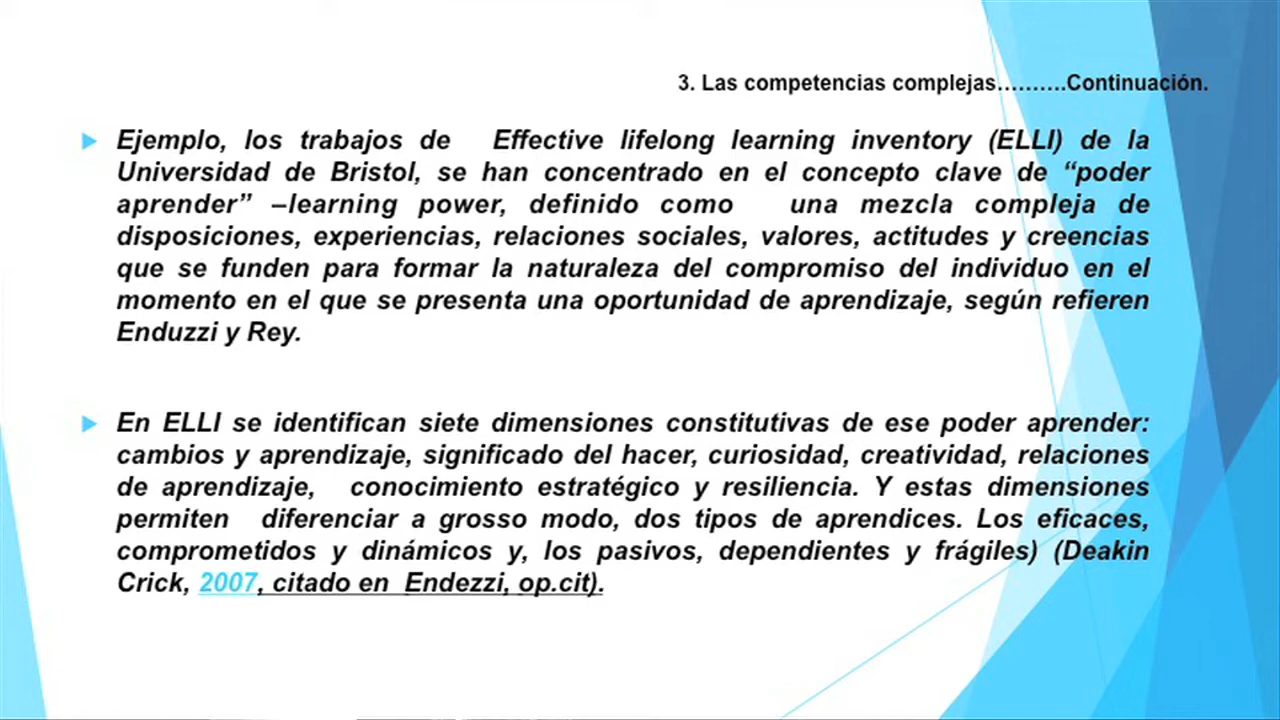 3. Las competencias complejas……….Continuación.
Ejemplo, los trabajos de Effective lifelong learning inventory (ELLI) de la
Universidad de Bristol, se han concentrado en el concepto clave de “poder
aprender” –learning power, definido como una mezcla compleja de
disposiciones, experiencias, relaciones sociales, valores, actitudes y creencias
que se funden para formar la naturaleza del compromiso del individuo en el
momento en el que se presenta una oportunidad de aprendizaje, según refieren
Enduzzi y Rey.
En ELLI se identifican siete dimensiones constitutivas de ese poder aprender:
cambios y aprendizaje, significado del hacer, curiosidad, creatividad, relaciones
de aprendizaje, conocimiento estratégico y resiliencia. Y estas dimensiones
permiten diferenciar a grosso modo, dos tipos de aprendices. Los eficaces,
comprometidos y dinámicos y, los pasivos, dependientes y frágiles) (Deakin
Crick, 2007, citado en Endezzi, op.cit).